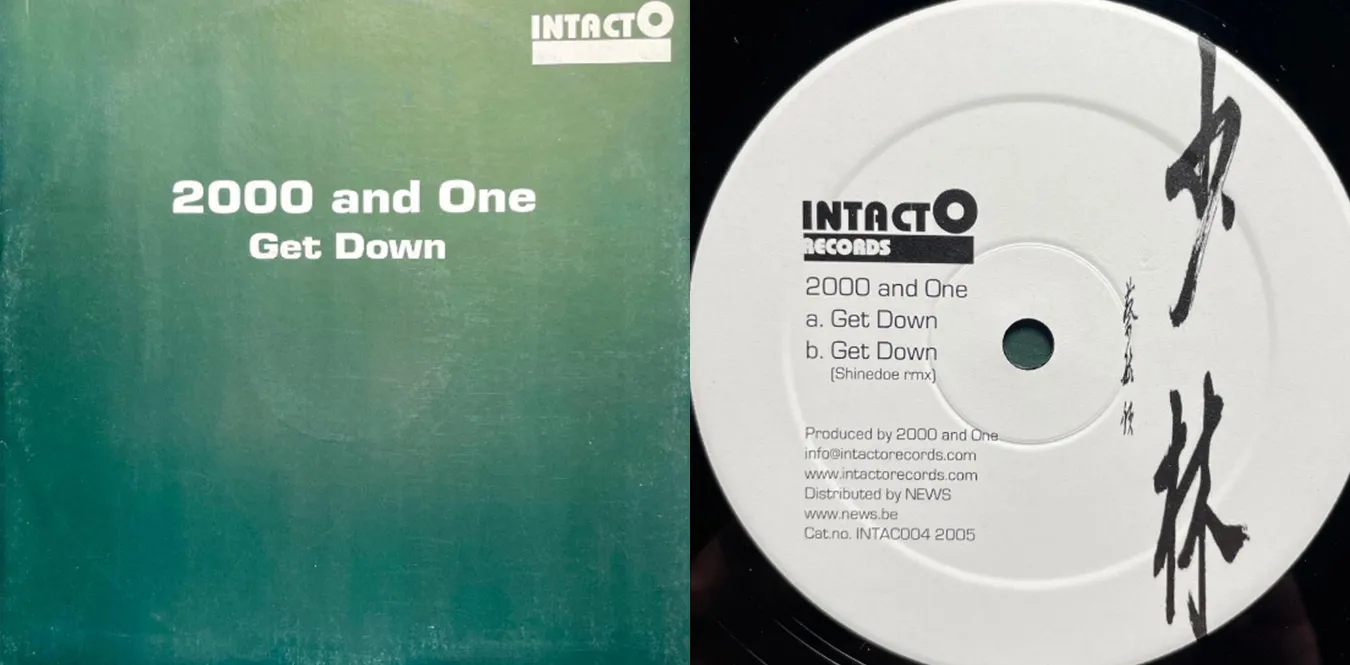 INTACTO
2000 and One
Get Down
INTACTO
RECORDS
2000 and One
a. Get Down
b. Get Down
(Shinedoe rmx)
Produced by 2000 and One
info@intactorecords.com
www.intactorecords.com
Distributed by NEWS
www.news.be
Cat.no. INTAC004 2005
少林